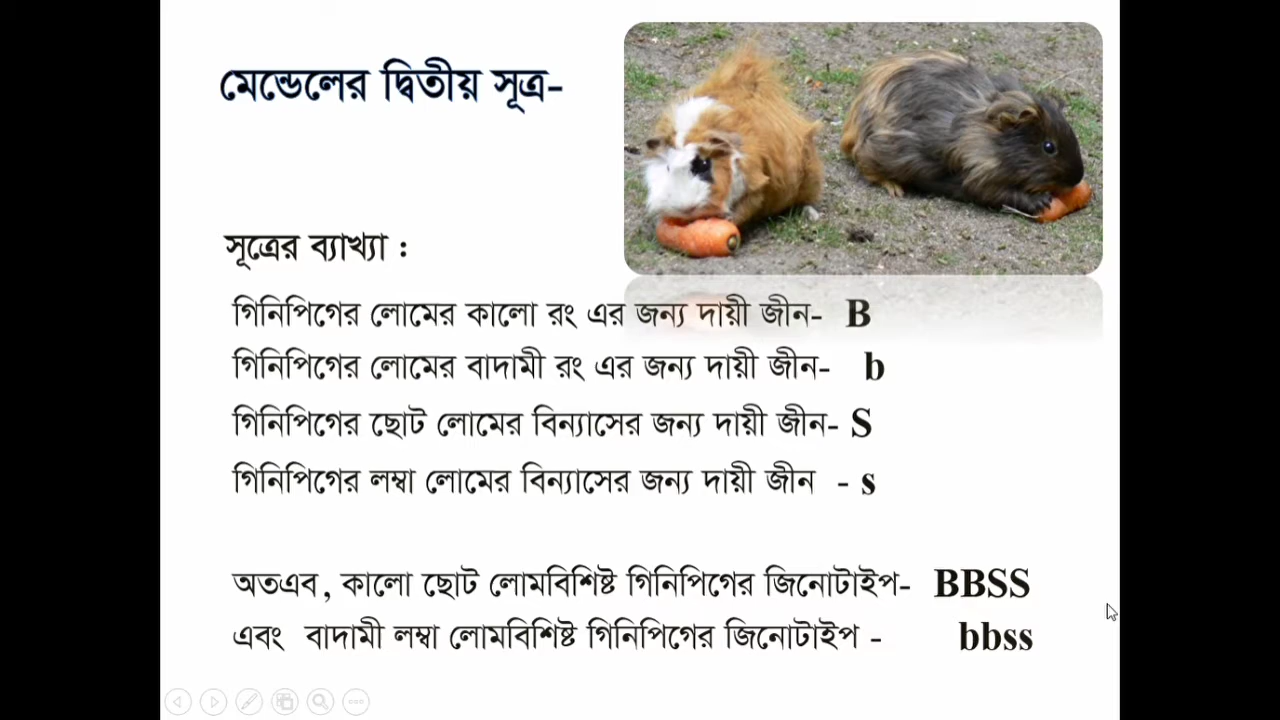 মেন্ডেলের দ্বিতীয় সূত্র-
সূত্রের ব্যাখ্যা :
গিনিপিগের লোমের কালো রং এর জন্য দায়ী জীন- B
গিনিপিগের লোমের বাদামী রং এর জন্য দায়ী জীন- b
গিনিপিগের ছোট লোমের বিন্যাসের জন্য দায়ী জীন- S
গিনিপিগের লম্বা লোমের বিন্যাসের জন্য দায়ী জীন - s
অতএব, কালো ছোট লোমবিশিষ্ট গিনিপিগের জিনোটাইপ- BBSS
এবং বাদামী লম্বা লোমবিশিষ্ট গিনিপিগের জিনোটাইপ - bbss